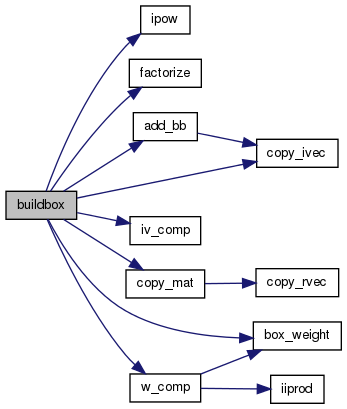 ipow
factorize
add_bb
copy_ivec
buildbox
iv_comp
copy_mat
copy_rvec
box_weight
w_comp
iiprod